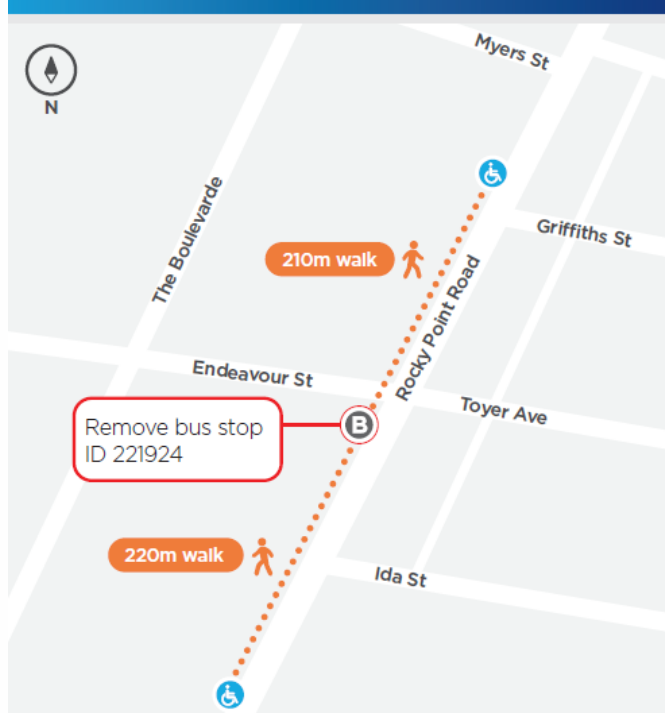 Myers St
N
The Boulevarde
Griffiths St
210m walk
Rocky Point Road
Endeavour St
Toyer Ave
B
Remove bus stop
ID 221924
220m walk
Ida St